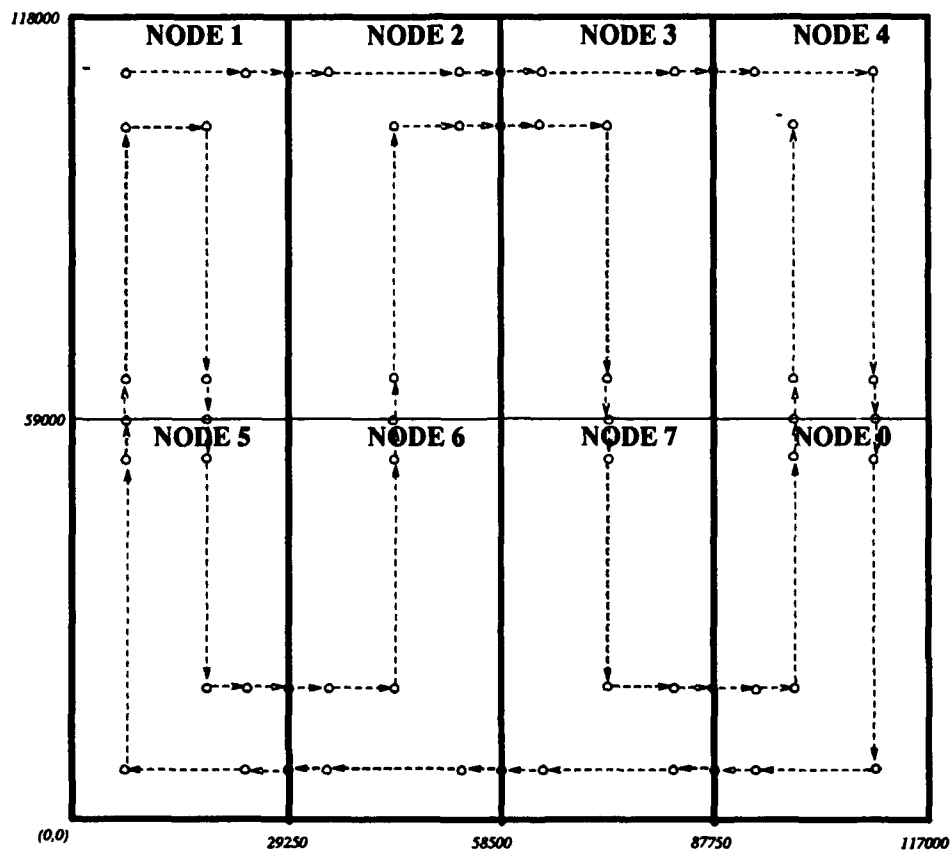 118000
NODE 1 NODE 2 NODE 3 NODE 4
59000
NODE 5 NODE 6 NODE 7 NODE 0
(0,0)
29250 58500 87750 117000